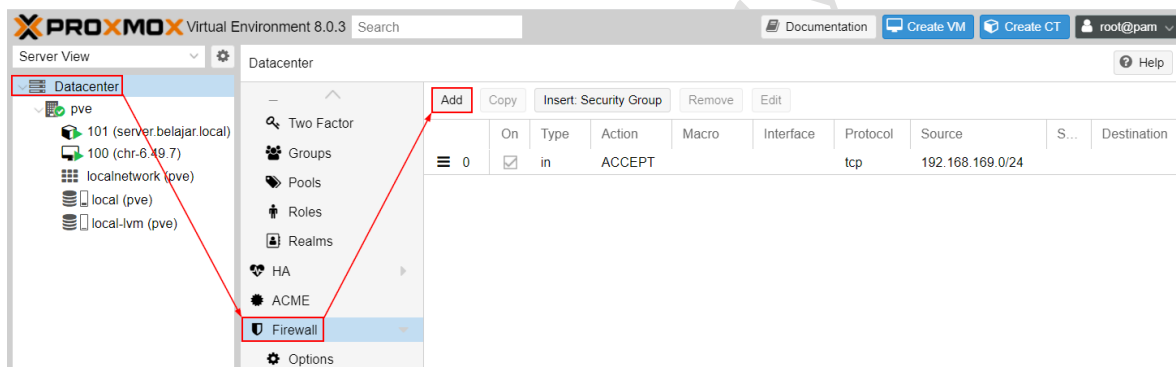 PROXMOX Virtual Environment 8.0.3 Search Documentation Create VM Create CT root@pam
Server View
Datacenter Help
Datacenter
pve
101 (server.belajar.local)
100 (chr-6.49.7)
localnetwork (pve)
local (pve)
local-lvm (pve)
Two Factor
Groups
Pools
Roles
Realms
HA
ACME
Firewall
Options
Add Copy Insert: Security Group Remove Edit
On Type Action Macro Interface Protocol Source S... Destination
0 in ACCEPT tcp 192.168.169.0/24